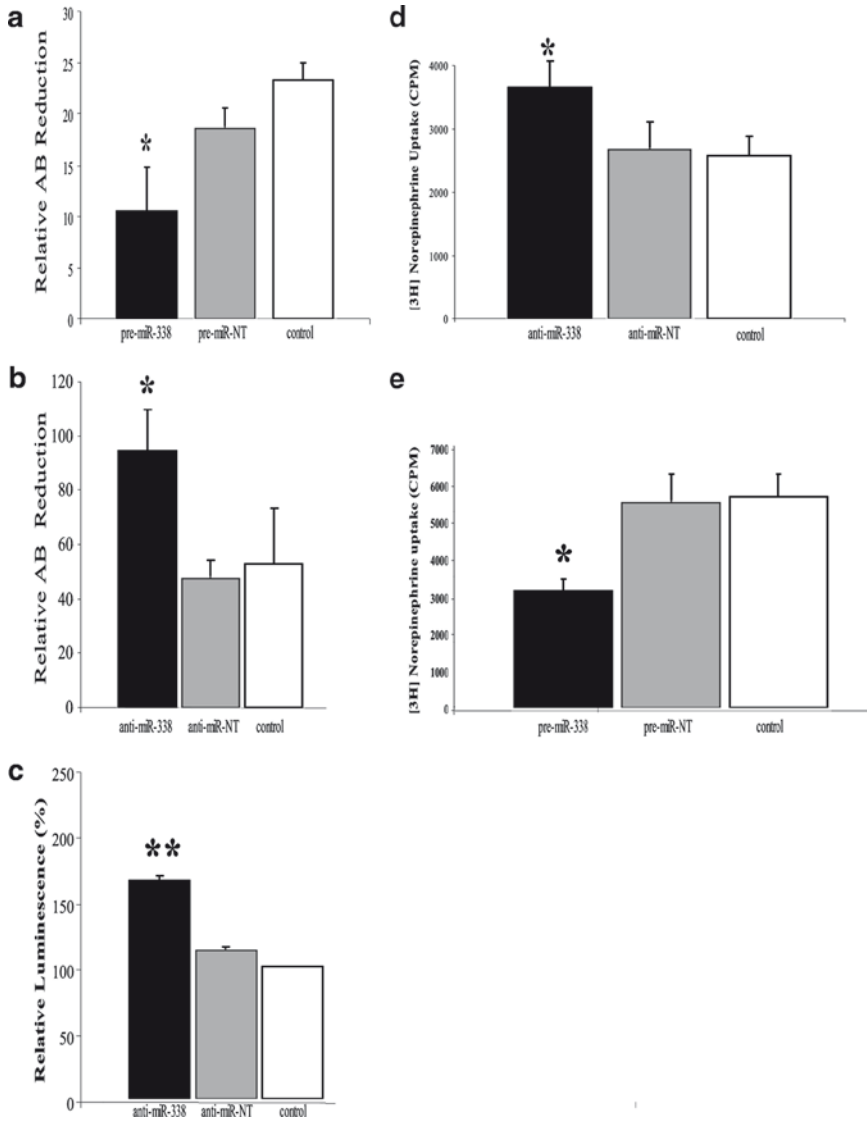 a
Relative AB Reduction
30
25
20
15
10
5
0
*
pre-miR-338 pre-miR-NT control
b
Relative AB Reduction
120
100
80
60
40
20
0
*
anti-miR-338 anti-miR-NT control
c
Relative Luminescence (%)
250
200
150
100
50
0
**
anti-miR-338 anti-miR-NT control
d
[3H] Norepinephrine Uptake (CPM)
4000
3000
2000
1000
0
*
anti-miR-338 anti-miR-NT control
e
[3H] Norepinephrine uptake (CPM)
7000
6000
5000
4000
3000
2000
1000
0
*
pre-miR-338 pre-miR-NT control